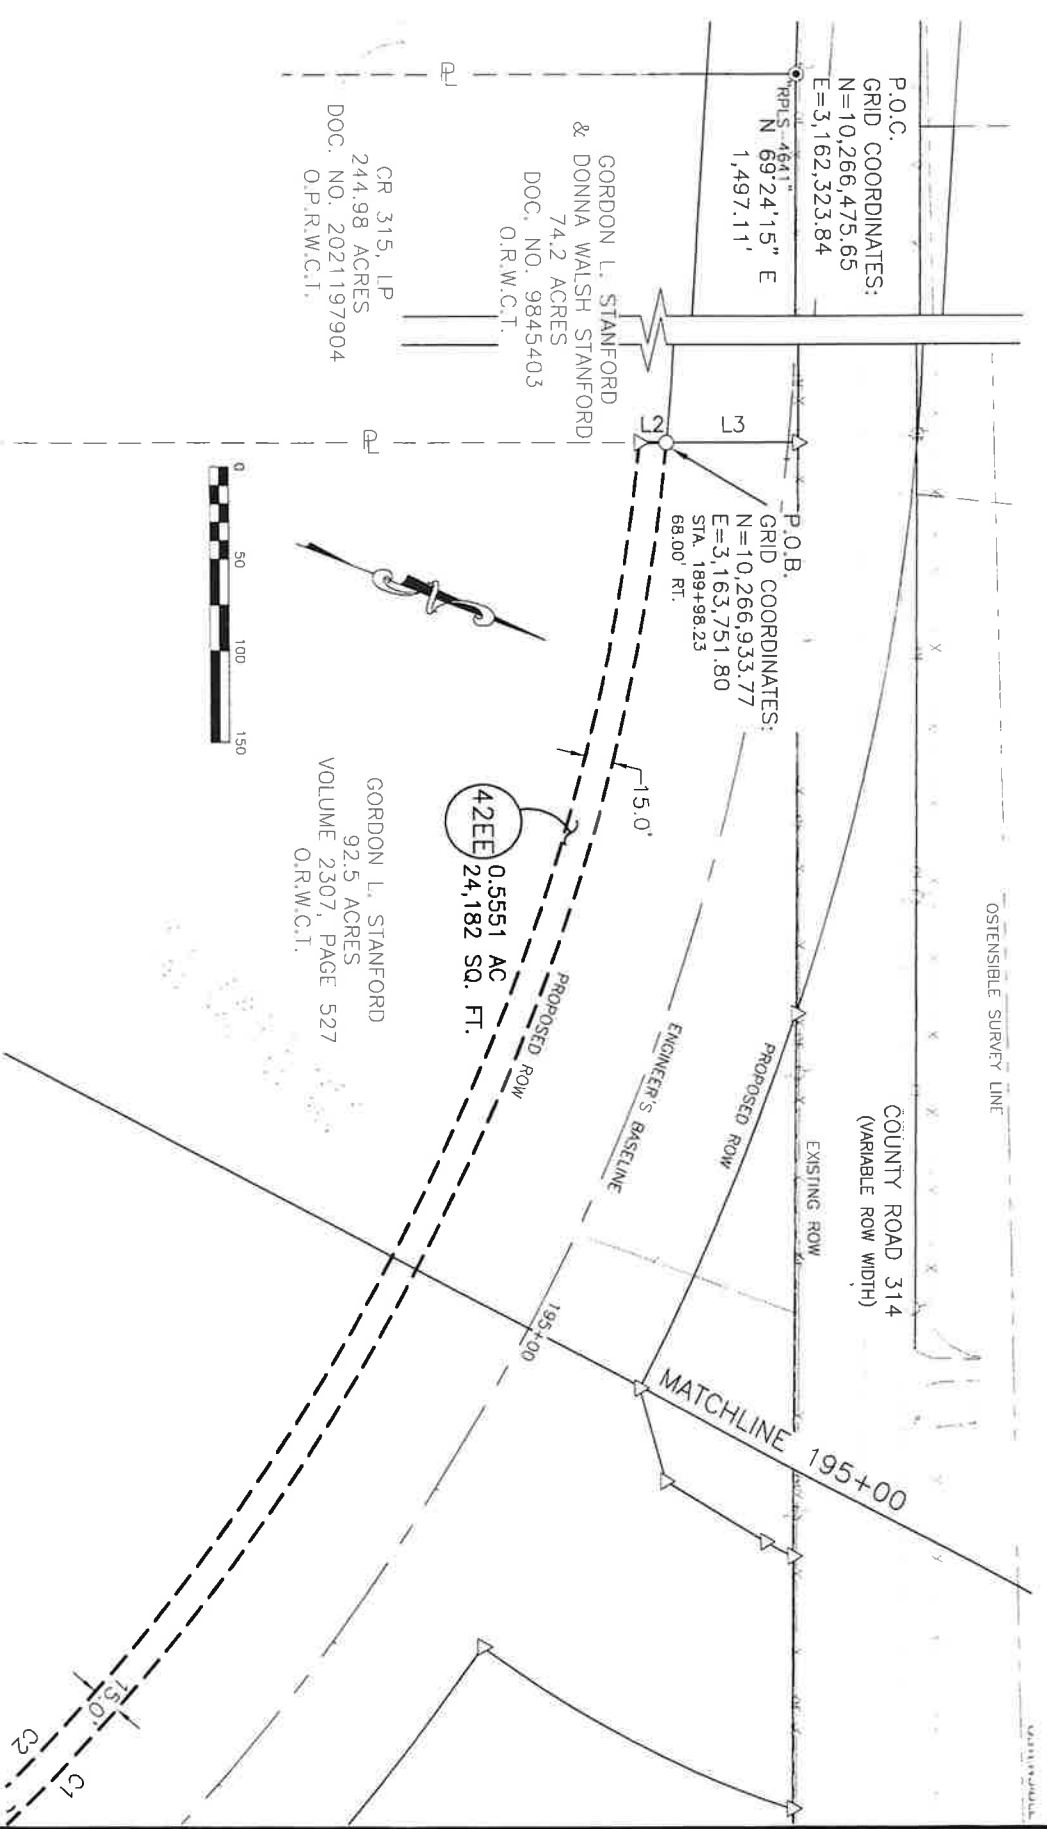 P.O.C.
GRID COORDINATES:
N=10,266,475.65
E=3,162,323.84
"RPLS 4641"
N 69°24'15" E
1,497.11'
GORDON L. STANFORD
& DONNA WALSH STANFORD
74.2 ACRES
DOC. NO. 9845403
O.R.W.C.T.
CR 315, LP
244.98 ACRES
DOC. NO. 2021197904
O.P.R.W.C.T.
L2
L3
P.O.B.
GRID COORDINATES:
N=10,266,933.77
E=3,163,751.80
STA. 189+98.23
68.00' RT.
0
50
100
150
15.0'
42EE
0.5551 AC
24,182 SQ. FT.
GORDON L. STANFORD
92.5 ACRES
VOLUME 2307, PAGE 527
O.R.W.C.T.
PROPOSED ROW
ENGINEER'S BASELINE
PROPOSED ROW
EXISTING ROW
COUNTY ROAD 314
(VARIABLE ROW WIDTH)
OSTENSIBLE SURVEY LINE
195+00
MATCHLINE 195+00
15.0'
C1
C2